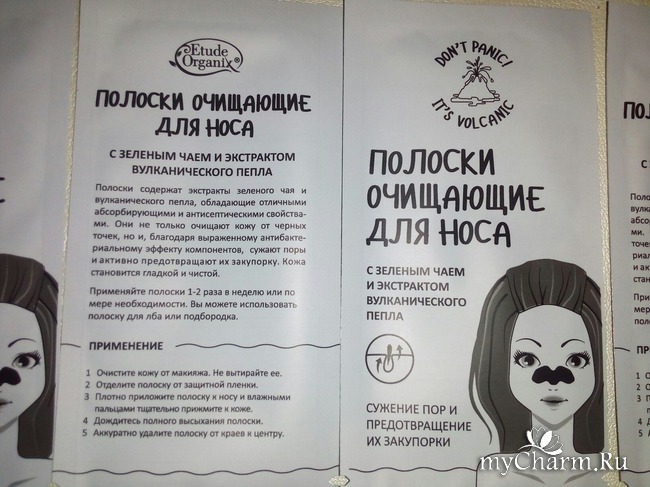 Etude
Organix®
ПОЛОСКИ ОЧИЩАЮЩИЕ
ДЛЯ НОСА
С ЗЕЛЕНЫМ ЧАЕМ И ЭКСТРАКТОМ
ВУЛКАНИЧЕСКОГО ПЕПЛА
Полоски содержат экстракты зеленого чая и
вулканического пепла, обладающие отличными
абсорбирующими и антисептическими свойства-
ми. Они не только очищают кожу от черных
точек, но и, благодаря выраженному антибакте-
риальному эффекту компонентов, сужают поры
и активно предотвращают их закупорку. Кожа
становится гладкой и чистой.
Применяйте полоски 1-2 раза в неделю или по
мере необходимости. Вы можете использовать
полоску для лба или подбородка.
ПРИМЕНЕНИЕ
1 Очистите кожу от макияжа. Не вытирайте ее.
2 Отделите полоску от защитной пленки.
3 Плотно приложите полоску к носу и влажными
пальцами тщательно прижмите к коже.
4 Дождитесь полного высыхания полоски.
5 Аккуратно удалите полоску от краев к центру.
DON'T PANIC!
IT'S VOLCANIC
ПОЛОСКИ
ОЧИЩАЮЩИЕ
ДЛЯ НОСА
С ЗЕЛЕНЫМ ЧАЕМ
И ЭКСТРАКТОМ
ВУЛКАНИЧЕСКОГО
ПЕПЛА
СУЖЕНИЕ ПОР И
ПРЕДОТВРАЩЕНИЕ
ИХ ЗАКУПОРКИ
myCharm.Ru